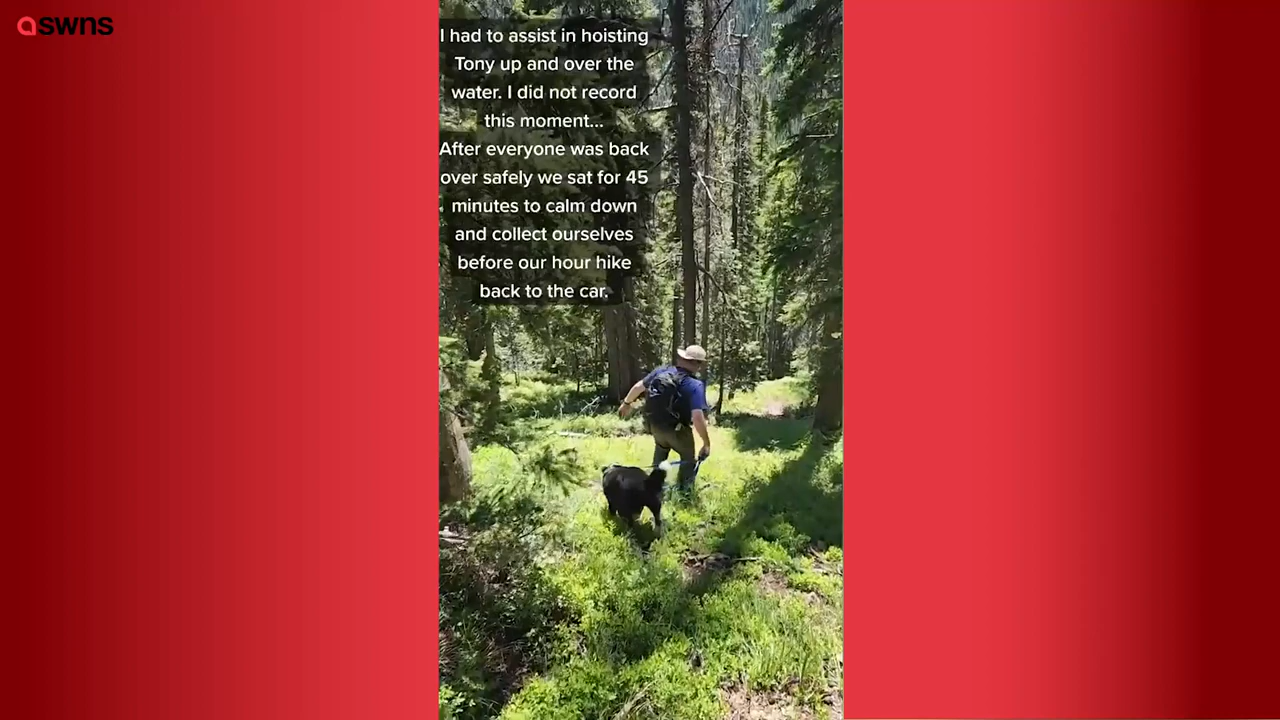 swns
I had to assist in hoisting
Tony up and over the
water. I did not record
this moment...
After everyone was back
over safely we sat for 45
minutes to calm down
and collect ourselves
before our hour hike
back to the car.